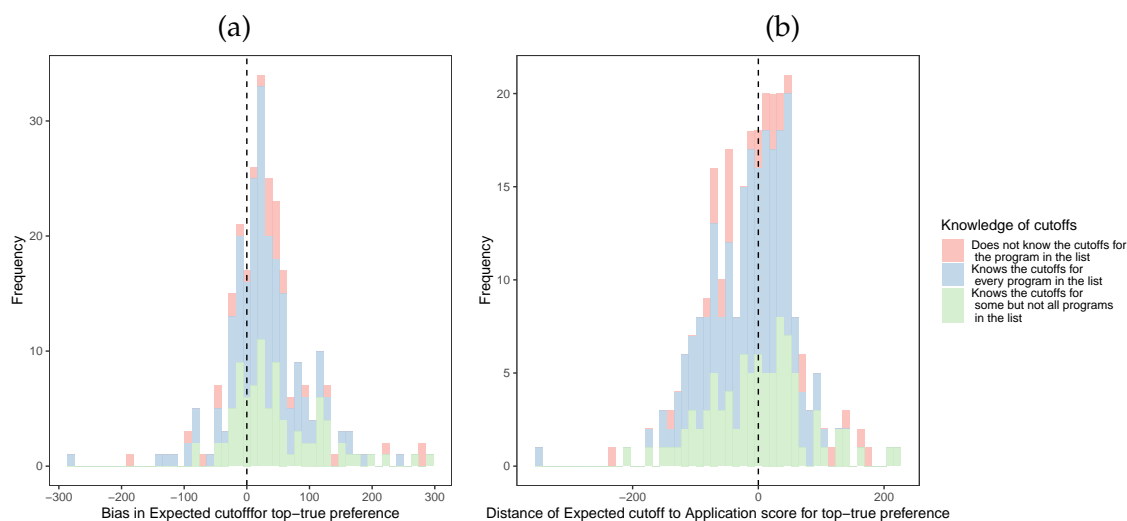 (a)
(b)
30
20
10
0
Frequency
−300
−200
−100
0
100
200
300
Bias in Expected cutofffor top−true preference
20
15
10
5
0
Frequency
−200
0
200
Distance of Expected cutoff to Application score for top−true preference
Knowledge of cutoffs
Does not know the cutoffs for
the program in the list
Knows the cutoffs for
every program in the list
Knows the cutoffs for
some but not all programs
in the list